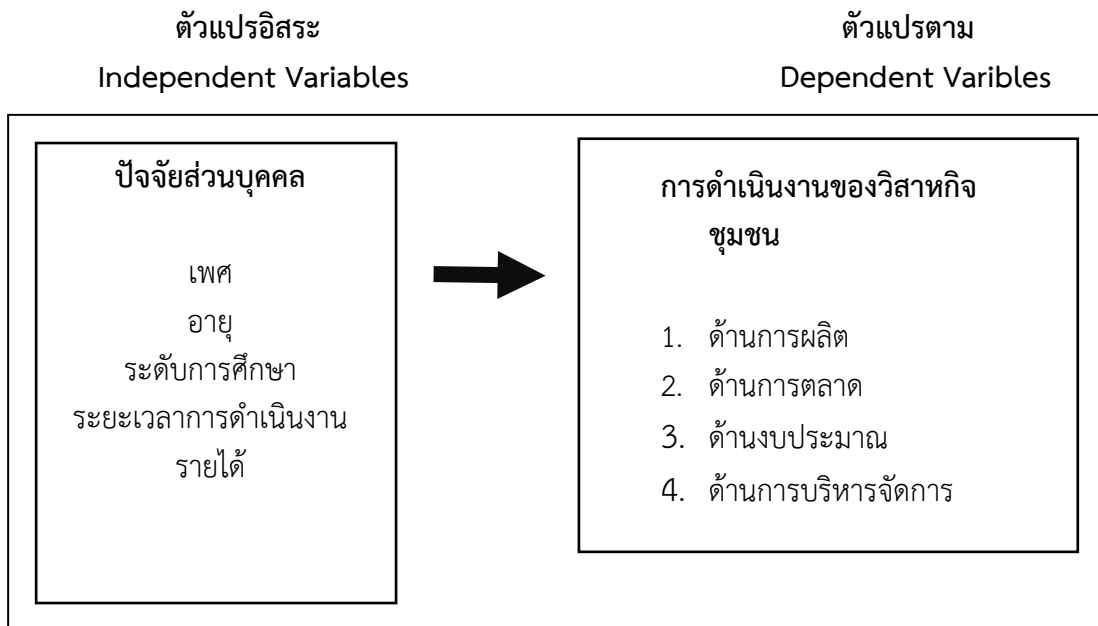 ตัวแปรอิสระ
Independent Variables
ตัวแปรตาม
Dependent Varibles
ปัจจัยส่วนบุคคล
เพศ
อายุ
ระดับการศึกษา
ระยะเวลาการดำเนินงาน
รายได้
การดำเนินงานของวิสาหกิจ
ชุมชน
1. ด้านการผลิต
2. ด้านการตลาด
3. ด้านงบประมาณ
4. ด้านการบริหารจัดการ